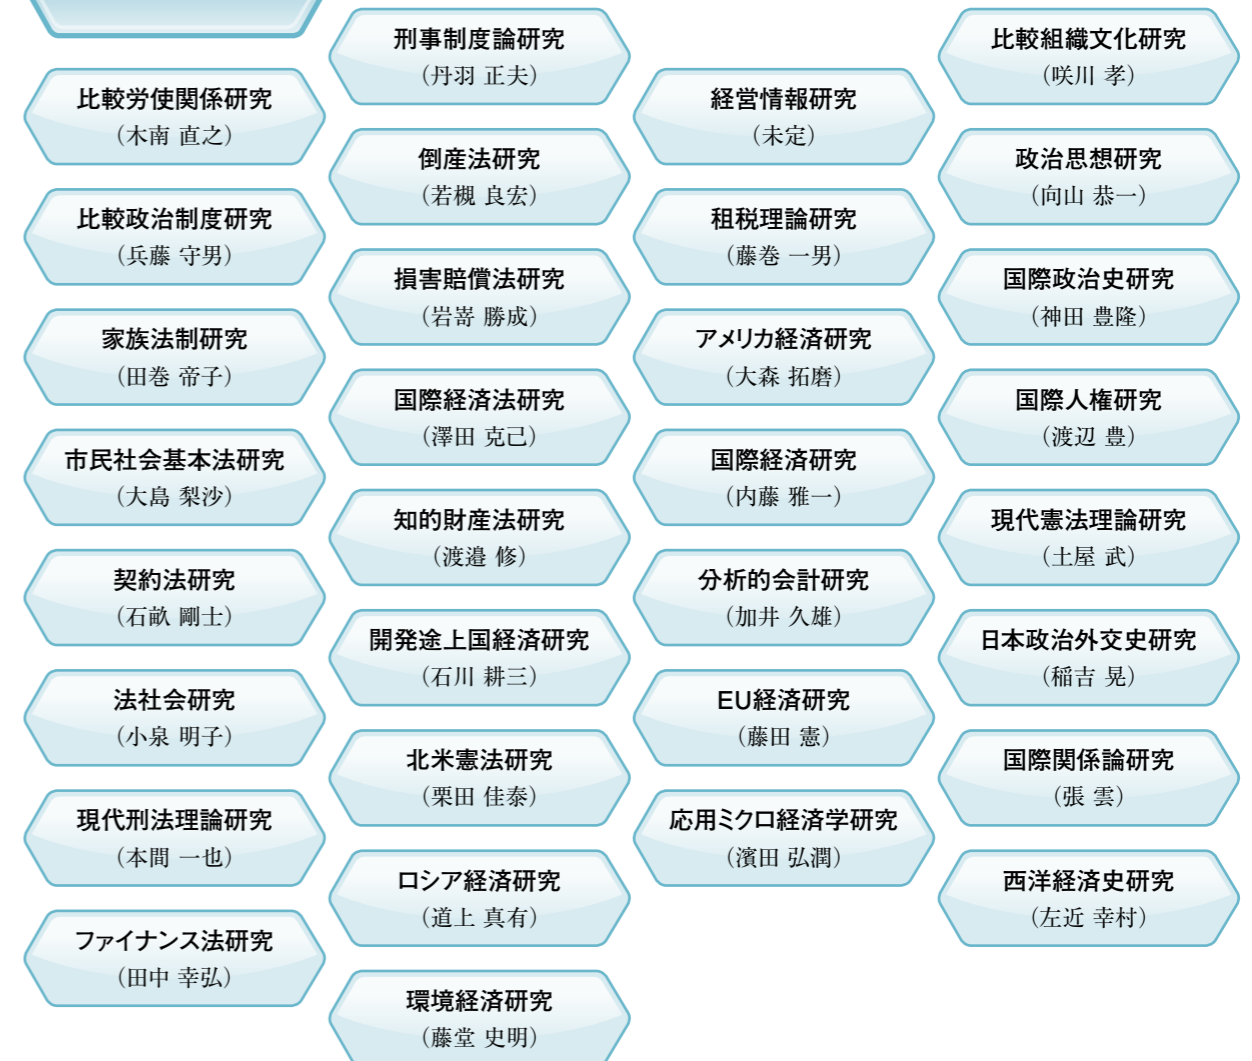 比較労使関係研究
（木南 直之）
比較政治制度研究
（兵藤 守男）
家族法制研究
（田巻 帝子）
市民社会基本法研究
（大島 梨沙）
契約法研究
（石畝 剛士）
法社会研究
（小泉 明子）
現代刑法理論研究
（本間 一也）
ファイナンス法研究
（田中 幸弘）
刑事制度論研究
（丹羽 正夫）
倒産法研究
（若槻 良宏）
損害賠償法研究
（岩嵜 勝成）
国際経済法研究
（澤田 克己）
知的財産法研究
（渡邉 修）
開発途上国経済研究
（石川 耕三）
北米憲法研究
（栗田 佳泰）
ロシア経済研究
（道上 真有）
環境経済研究
（藤堂 史明）
経営情報研究
（未定）
租税理論研究
（藤巻 一男）
アメリカ経済研究
（大森 拓磨）
国際経済研究
（内藤 雅一）
分析的会計研究
（加井 久雄）
EU経済研究
（藤田 憲）
応用ミクロ経済学研究
（濱田 弘潤）
比較組織文化研究
（咲川 孝）
政治思想研究
（向山 恭一）
国際政治史研究
（神田 豊隆）
国際人権研究
（渡辺 豊）
現代憲法理論研究
（土屋 武）
日本政治外交史研究
（稲吉 晃）
国際関係論研究
（張 雲）
西洋経済史研究
（左近 幸村）